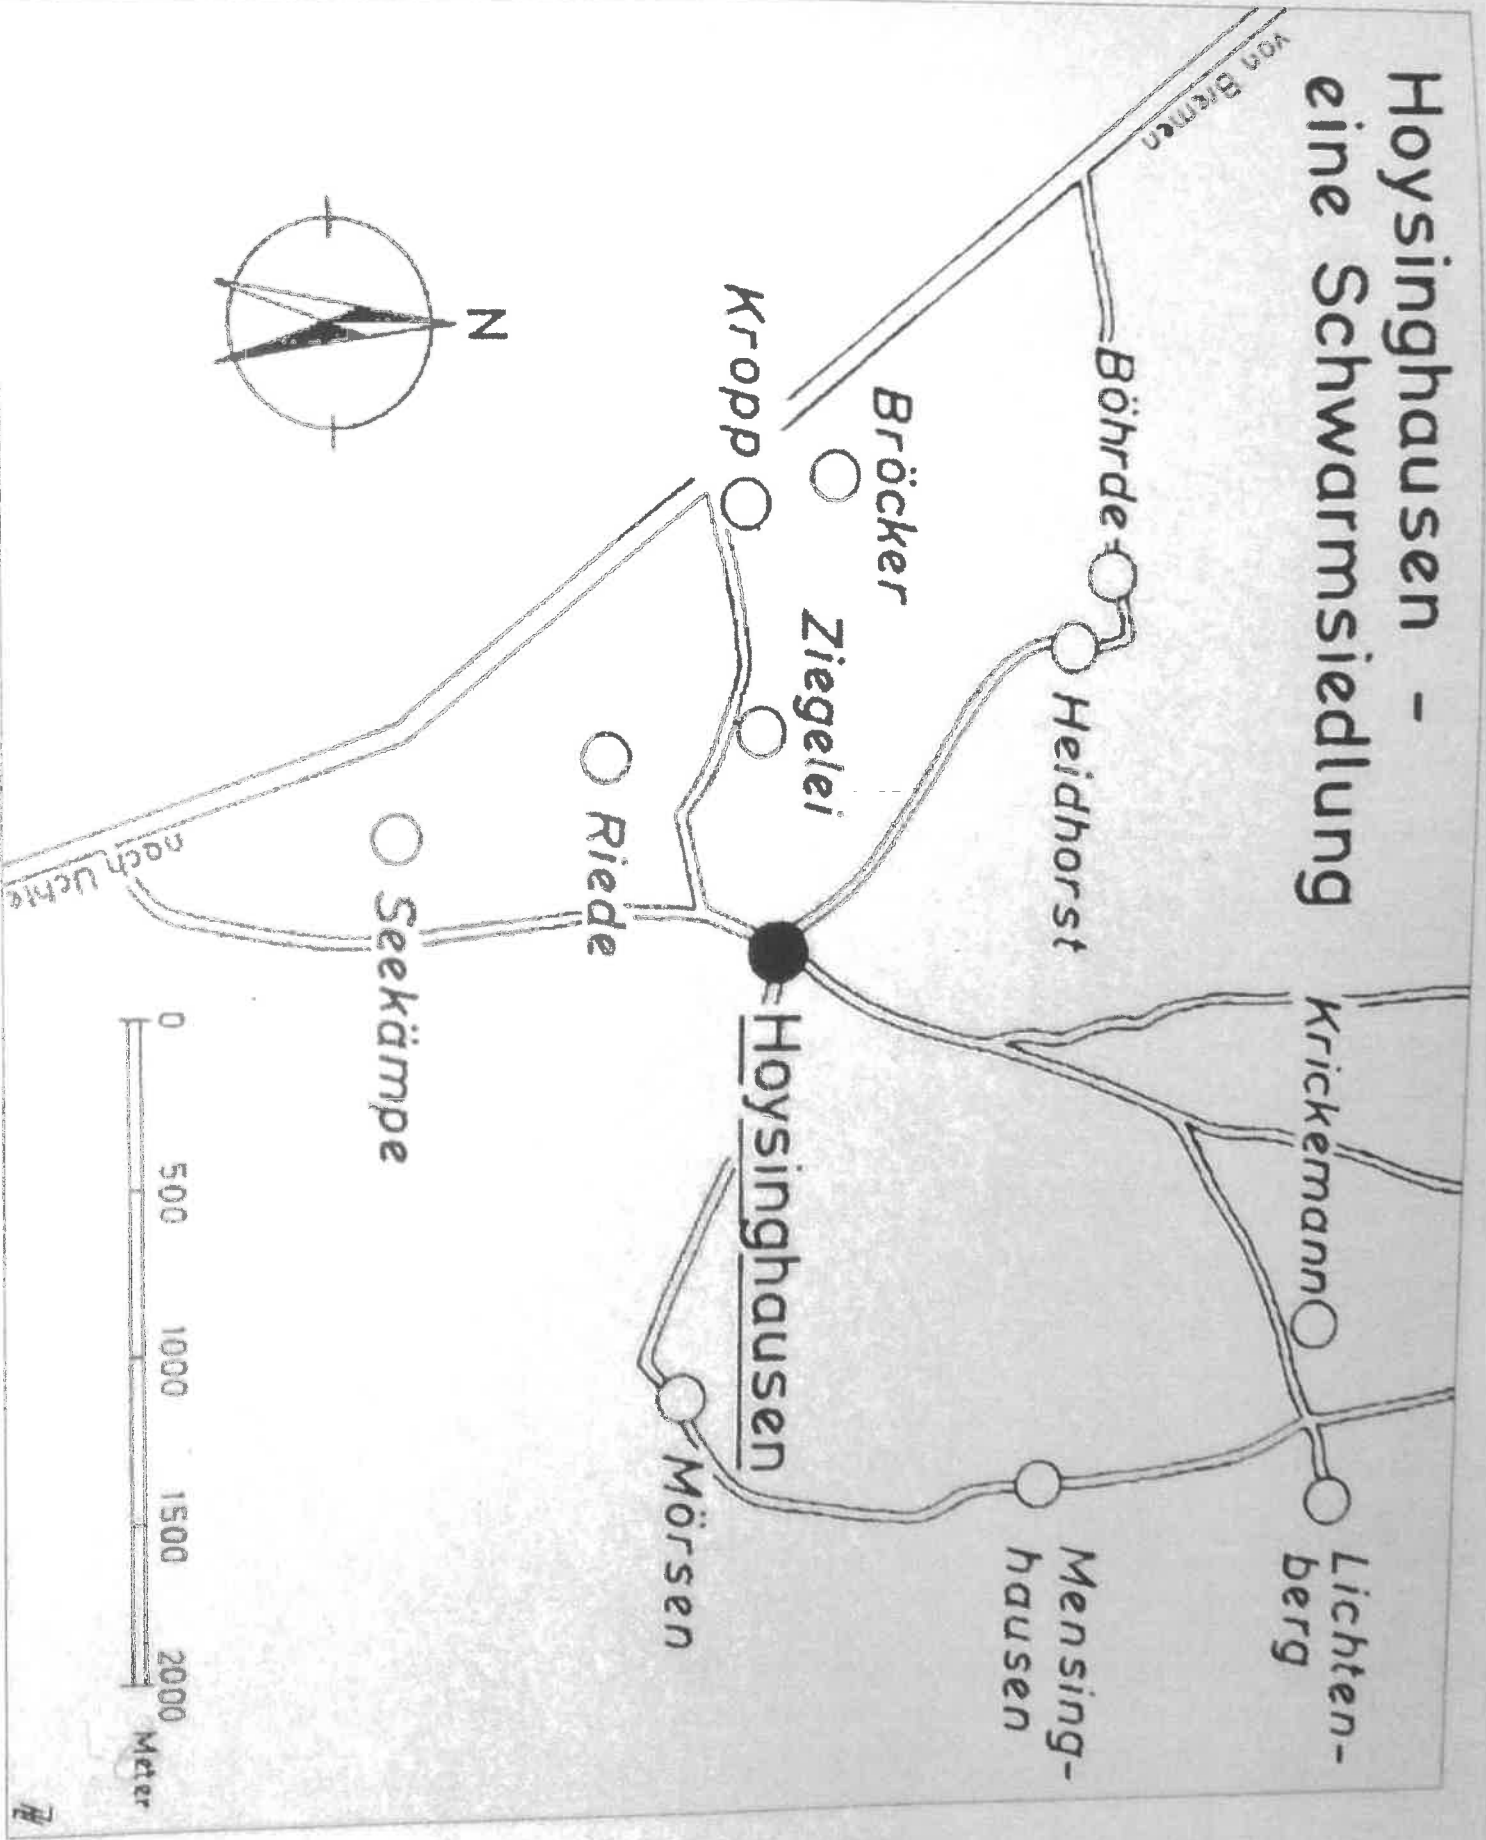 Hoysinghausen -
eine Schwarmsiedlung
von Bremen
Böhrde
Heidhorst
Krickemann
Lichten-
berg
Bröcker
Kropp
Ziegelei
Hoysinghausen
Mensing-
hausen
Riede
Mörsen
N
Seekämpe
nach Uchte
0 500 1000 1500 2000 Meter